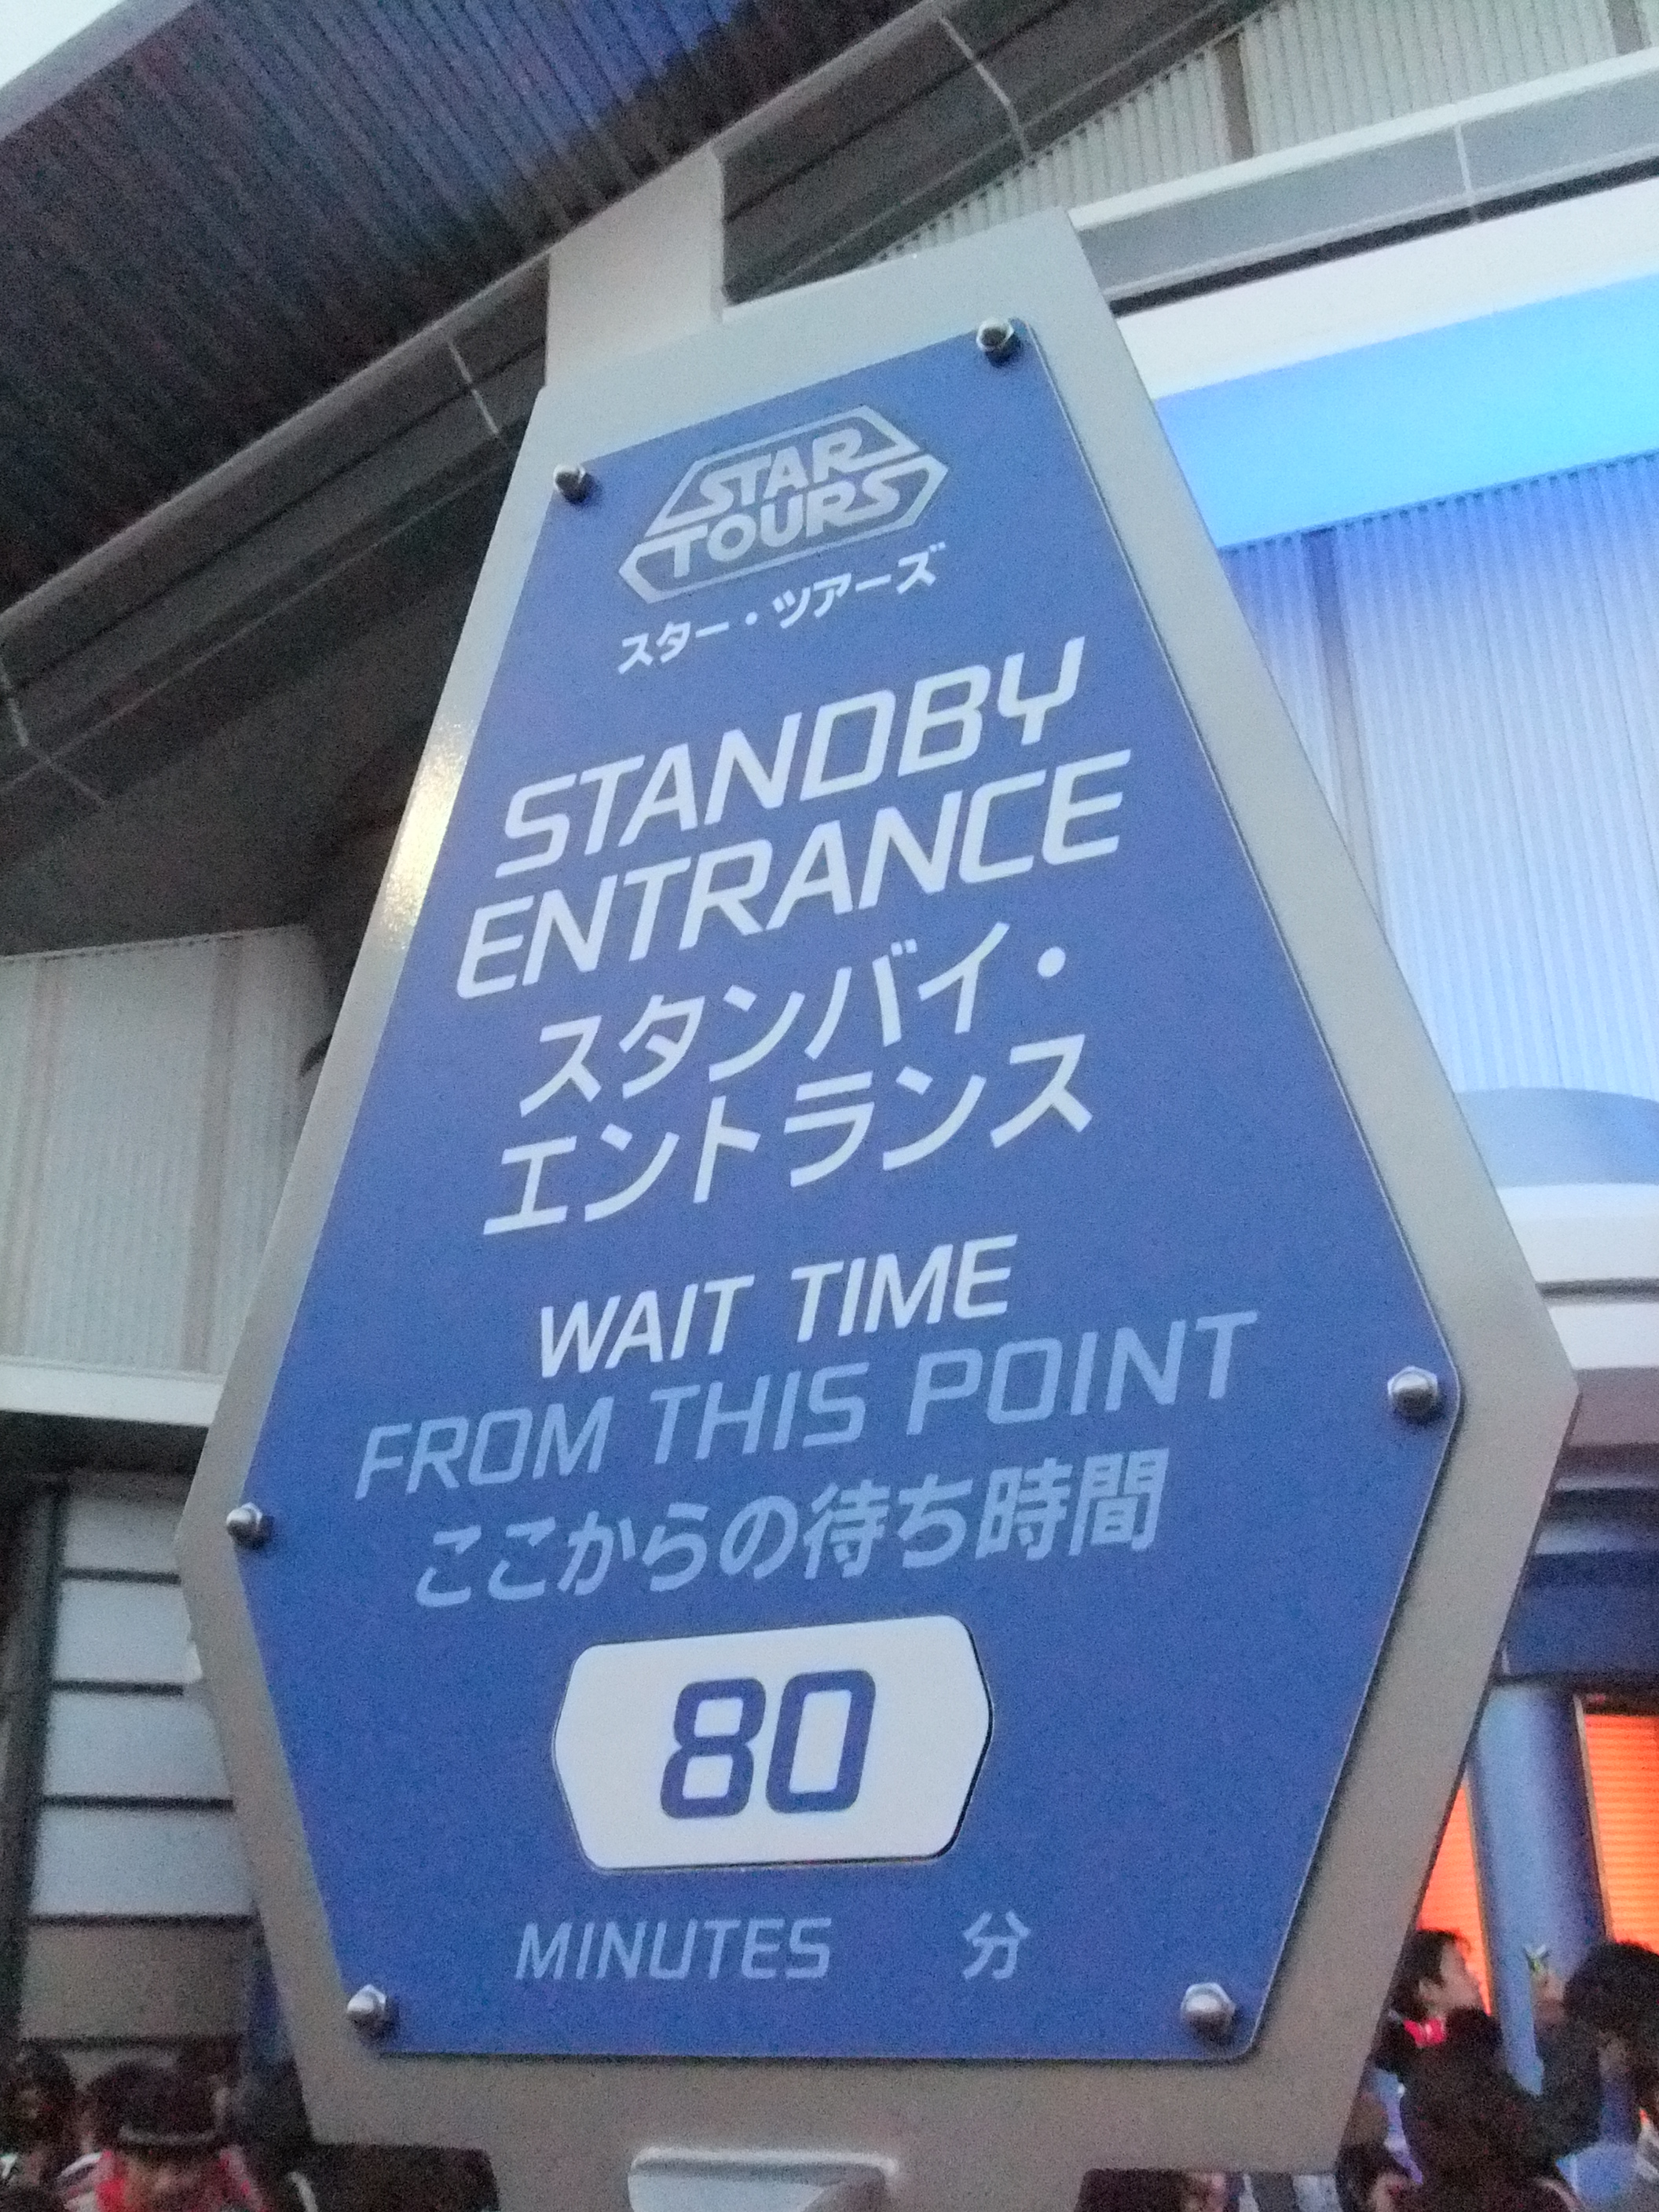 STAR
TOURS
スター・ツアーズ
STANDBY
ENTRANCE
スタンバイ・
エントランス
WAIT TIME
FROM THIS POINT
ここからの待ち時間
80
MINUTES 分